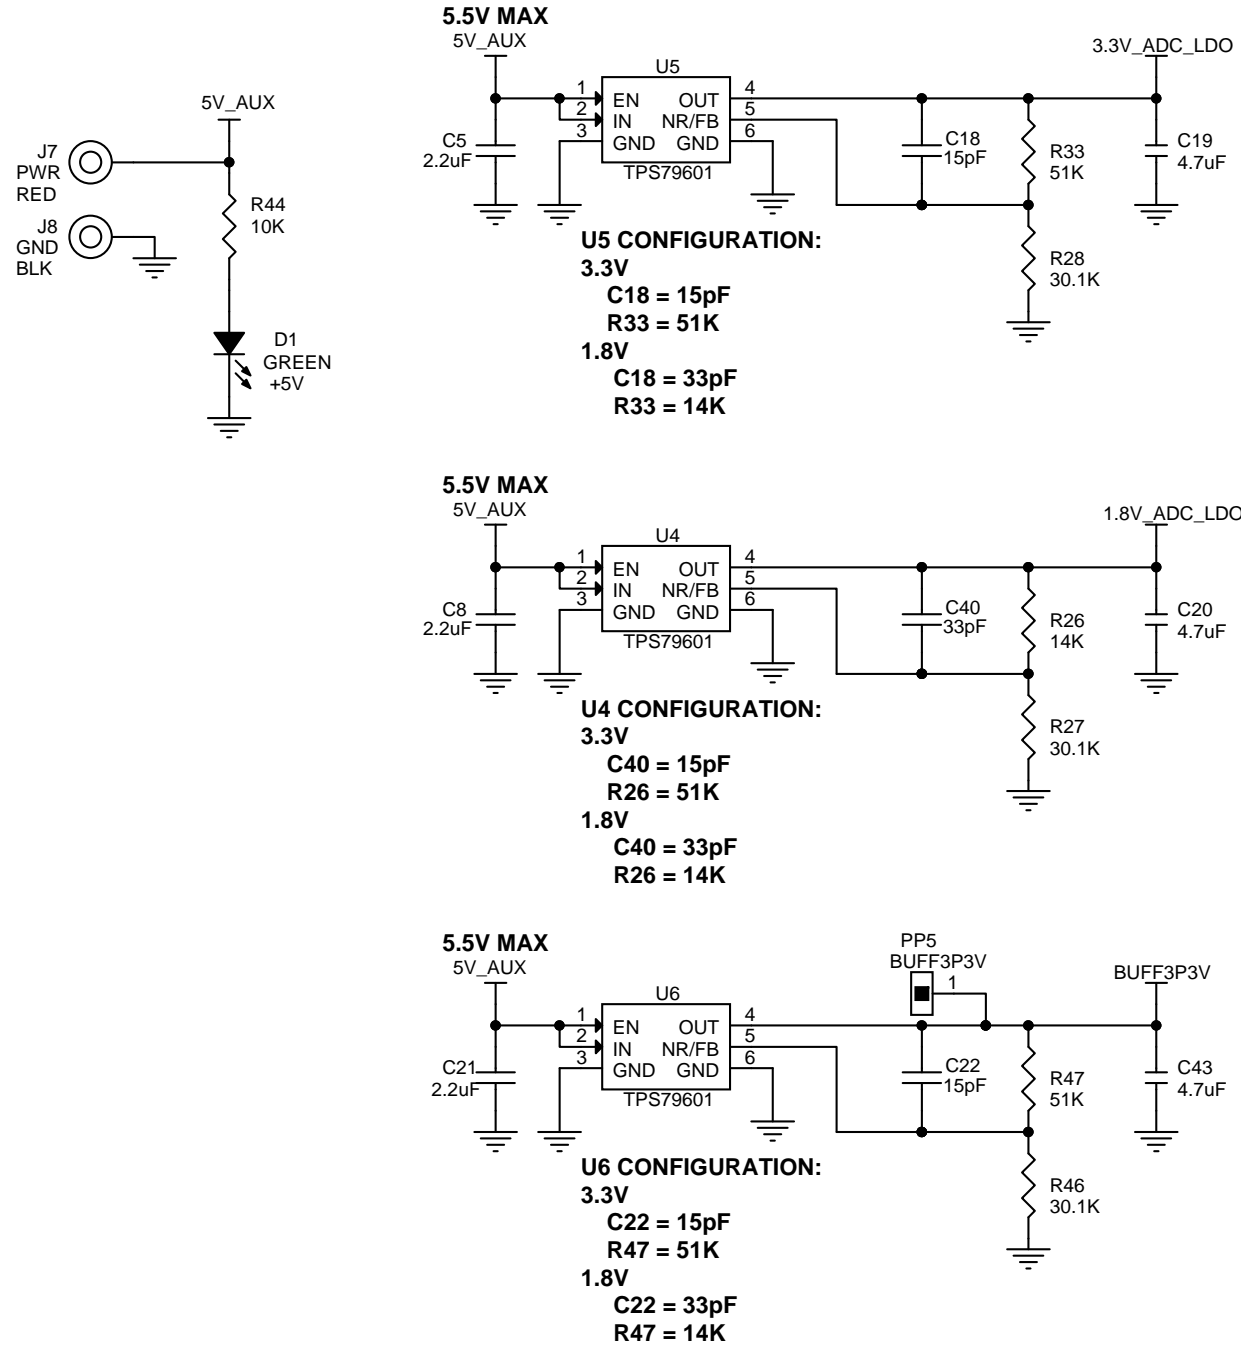 5V_AUX
J7
PWR
RED
J8
GND
BLK
R44
10K
D1
GREEN
+5V
5.5V MAX
5V_AUX
3.3V_ADC_LDO
U5
1 EN OUT 4
2 IN NR/FB 5
3 GND GND 6
TPS79601
C5
2.2uF
C18
15pF
R33
51K
C19
4.7uF
R28
30.1K
U5 CONFIGURATION:
3.3V
C18 = 15pF
R33 = 51K
1.8V
C18 = 33pF
R33 = 14K
5.5V MAX
5V_AUX
1.8V_ADC_LDO
U4
1 EN OUT 4
2 IN NR/FB 5
3 GND GND 6
TPS79601
C8
2.2uF
C40
33pF
R26
14K
C20
4.7uF
R27
30.1K
U4 CONFIGURATION:
3.3V
C40 = 15pF
R26 = 51K
1.8V
C40 = 33pF
R26 = 14K
5.5V MAX
5V_AUX
PP5
BUFF3P3V
1
BUFF3P3V
U6
1 EN OUT 4
2 IN NR/FB 5
3 GND GND 6
TPS79601
C21
2.2uF
C22
15pF
R47
51K
C43
4.7uF
R46
30.1K
U6 CONFIGURATION:
3.3V
C22 = 15pF
R47 = 51K
1.8V
C22 = 33pF
R47 = 14K